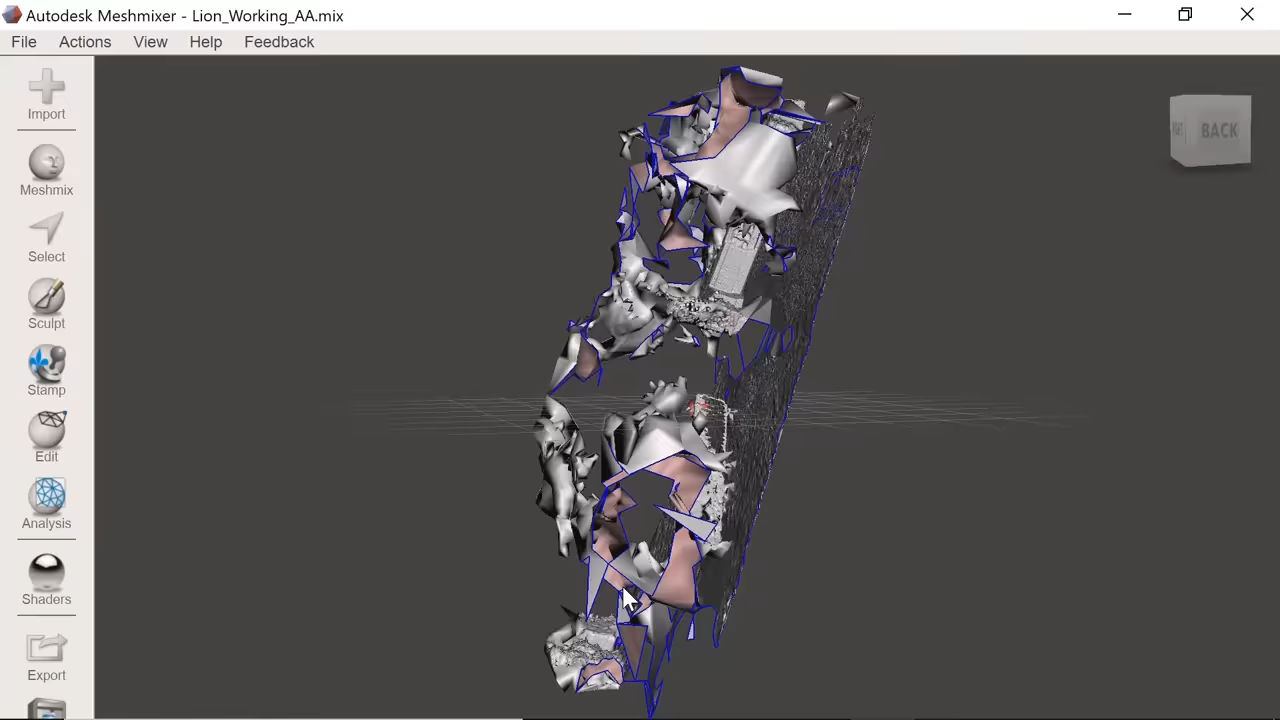 Autodesk Meshmixer - Lion_Working_AA.mix
File Actions View Help Feedback
Import
Meshmix
Select
Sculpt
Stamp
Edit
Analysis
Shaders
Export
BACK